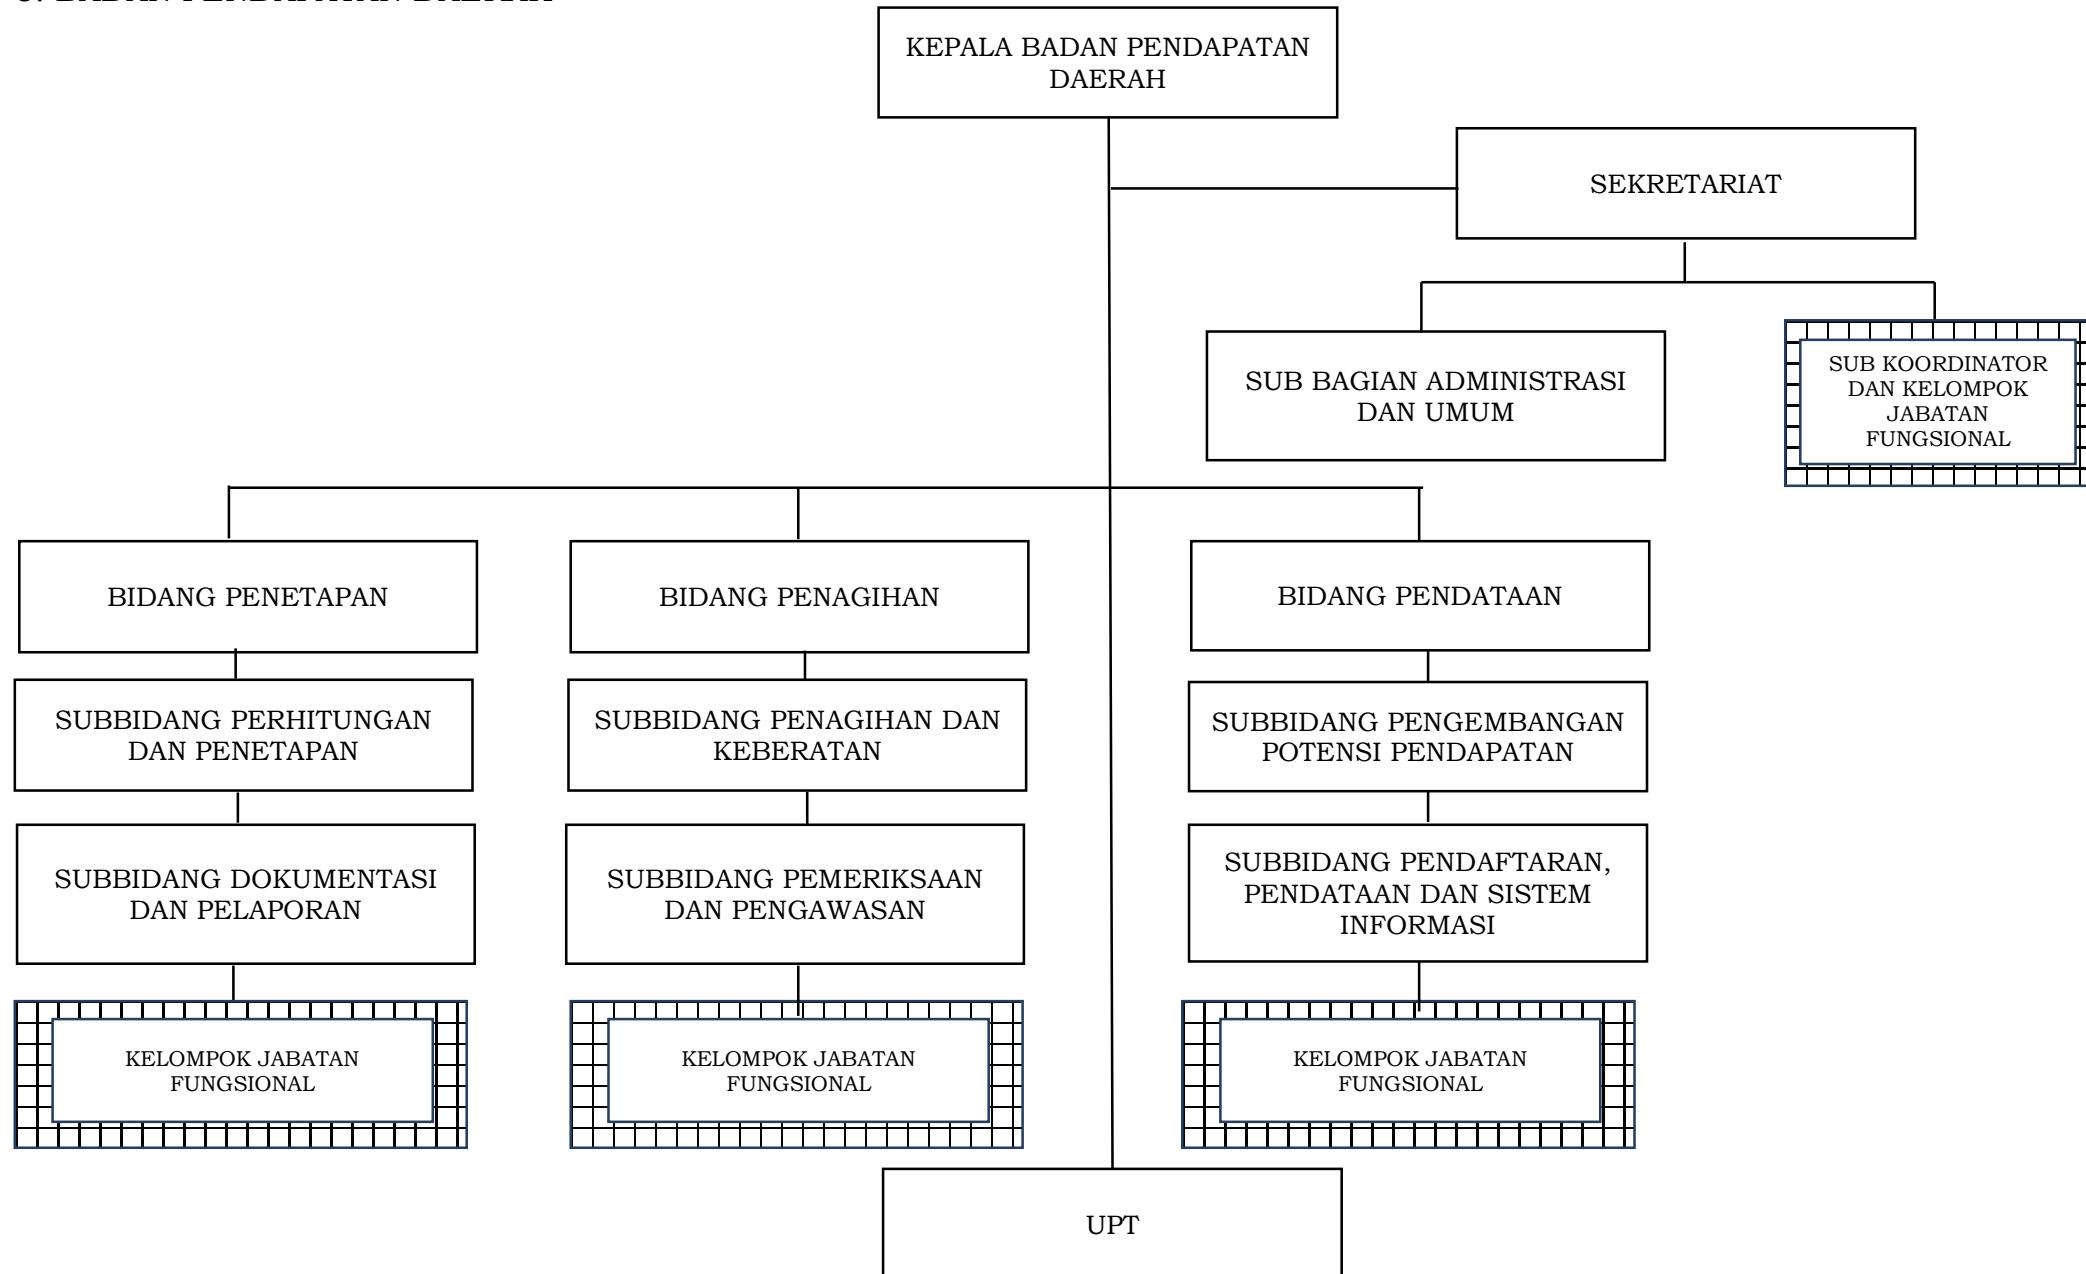 BADAN PENDAPATAN DAERAH
KEPALA BADAN PENDAPATAN
DAERAH
SEKRETARIAT
SUB BAGIAN ADMINISTRASI
DAN UMUM
SUB KOORDINATOR
DAN KELOMPOK
JABATAN
FUNGSIONAL
BIDANG PENETAPAN
BIDANG PENAGIHAN
BIDANG PENDATAAN
SUBBIDANG PERHITUNGAN
DAN PENETAPAN
SUBBIDANG PENAGIHAN DAN
KEBERATAN
SUBBIDANG PENGEMBANGAN
POTENSI PENDAPATAN
SUBBIDANG DOKUMENTASI
DAN PELAPORAN
SUBBIDANG PEMERIKSAAN
DAN PENGAWASAN
SUBBIDANG PENDAFTARAN,
PENDATAAN DAN SISTEM
INFORMASI
KELOMPOK JABATAN
FUNGSIONAL
KELOMPOK JABATAN
FUNGSIONAL
KELOMPOK JABATAN
FUNGSIONAL
UPT